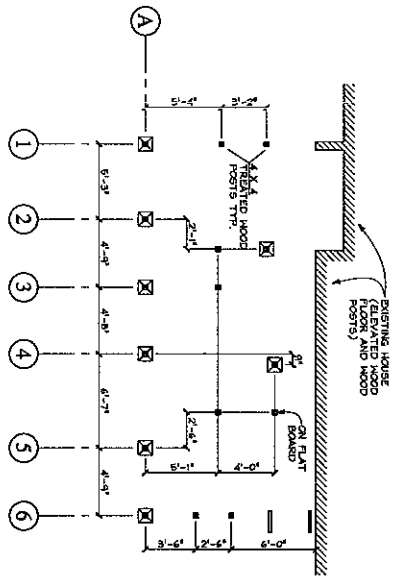 A
5'-4"
3'-2"
4 X 4
TREATED WOOD
POSTS TYP.
EXISTING HOUSE
(ELEVATED WOOD
FLOOR AND WOOD
POSTS)
1
5'-3"
2
4'-9"
2'-1"
3
4'-8"
4
9"
6'-7"
ON FLAT
BOARD
2'-6"
5
5'-1"
4'-0"
4'-9"
6
3'-6"
2'-6"
6'-0"